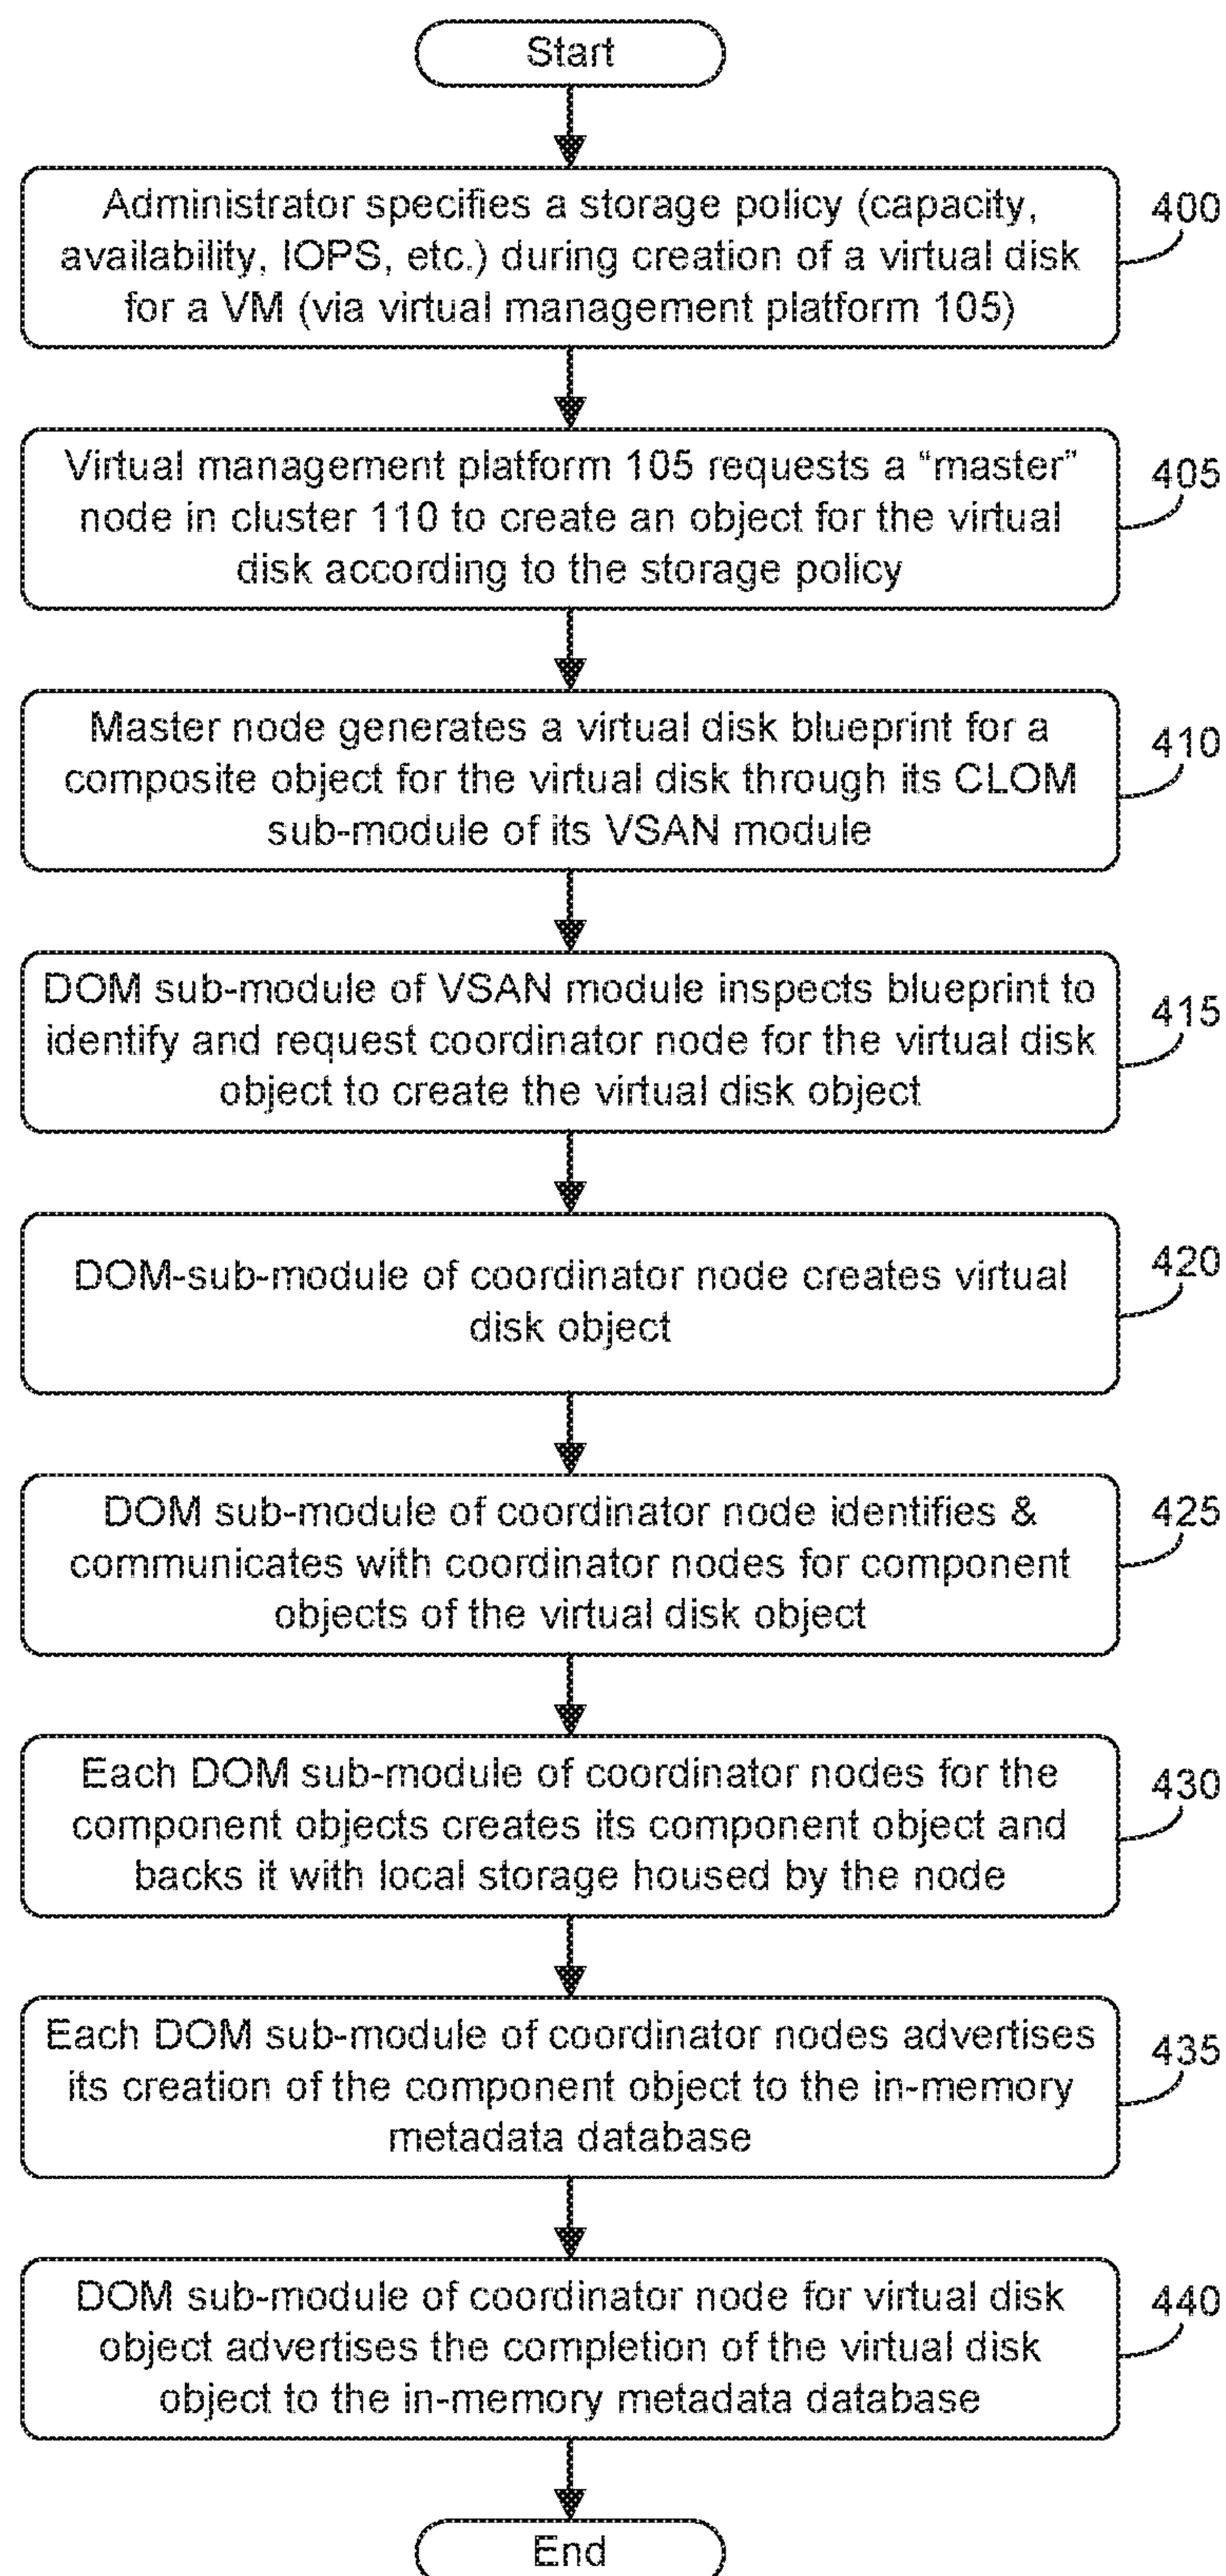 Start
Administrator specifies a storage policy (capacity,
availability, IOPS, etc.) during creation of a virtual disk
for a VM (via virtual management platform 105)
400
Virtual management platform 105 requests a “master”
node in cluster 110 to create an object for the virtual
disk according to the storage policy
405
Master node generates a virtual disk blueprint for a
composite object for the virtual disk through its CLOM
sub-module of its VSAN module
410
DOM sub-module of VSAN module inspects blueprint to
identify and request coordinator node for the virtual disk
object to create the virtual disk object
415
DOM-sub-module of coordinator node creates virtual
disk object
420
DOM sub-module of coordinator node identifies &
communicates with coordinator nodes for component
objects of the virtual disk object
425
Each DOM sub-module of coordinator nodes for the
component objects creates its component object and
backs it with local storage housed by the node
430
Each DOM sub-module of coordinator nodes advertises
its creation of the component object to the in-memory
metadata database
435
DOM sub-module of coordinator node for virtual disk
object advertises the completion of the virtual disk
object to the in-memory metadata database
440
End